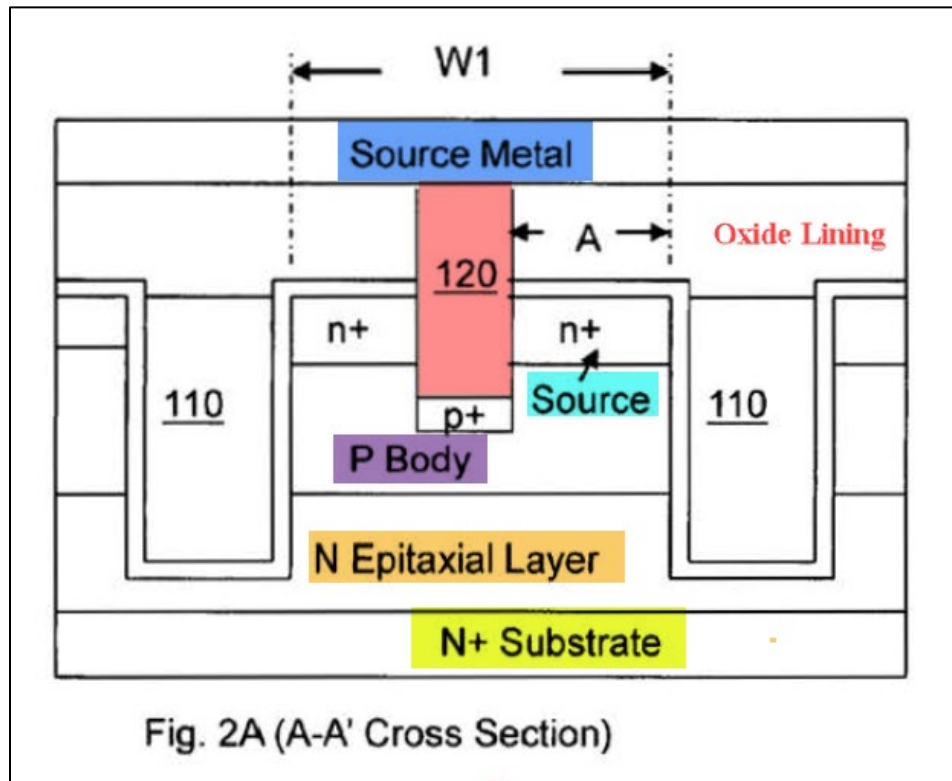 W1
Source Metal
A
Oxide Lining
120
n+
n+
110
Source
110
p+
P Body
N Epitaxial Layer
N+ Substrate
Fig. 2A (A-A' Cross Section)